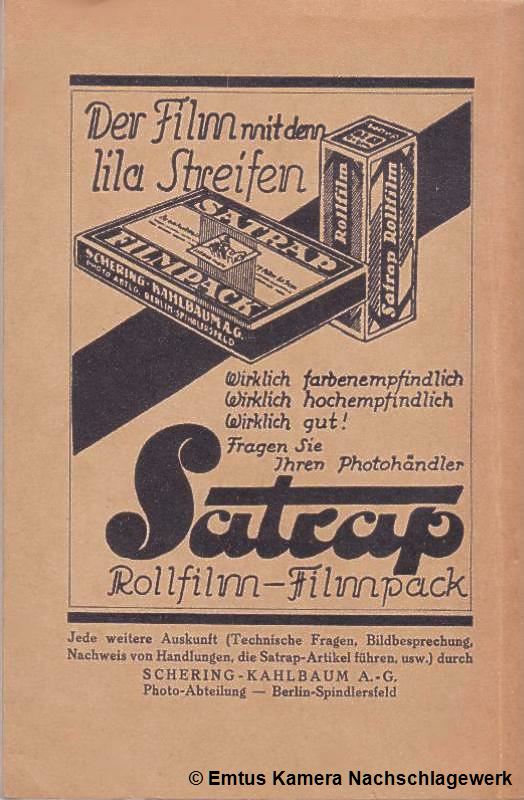 Der Film mit dem
lila Streifen
Rollfilm
Satrap Rollfilm
SATRAP
FILMPACK
SCHERING-KAHLBAUM A.G.
PHOTO ABTLG. BERLIN-SPINDLERSFELD
Wirklich farbenempfindlich
Wirklich hochempfindlich
Wirklich gut!
Fragen Sie
Ihren Photohändler
Satrap
Rollfilm-Filmpack
Jede weitere Auskunft (Technische Fragen, Bildbesprechung,
Nachweis von Handlungen, die Satrap-Artikel führen, usw.) durch
SCHERING-KAHLBAUM A.-G.
Photo-Abteilung — Berlin-Spindlersfeld
© Emtus Kamera Nachschlagewerk